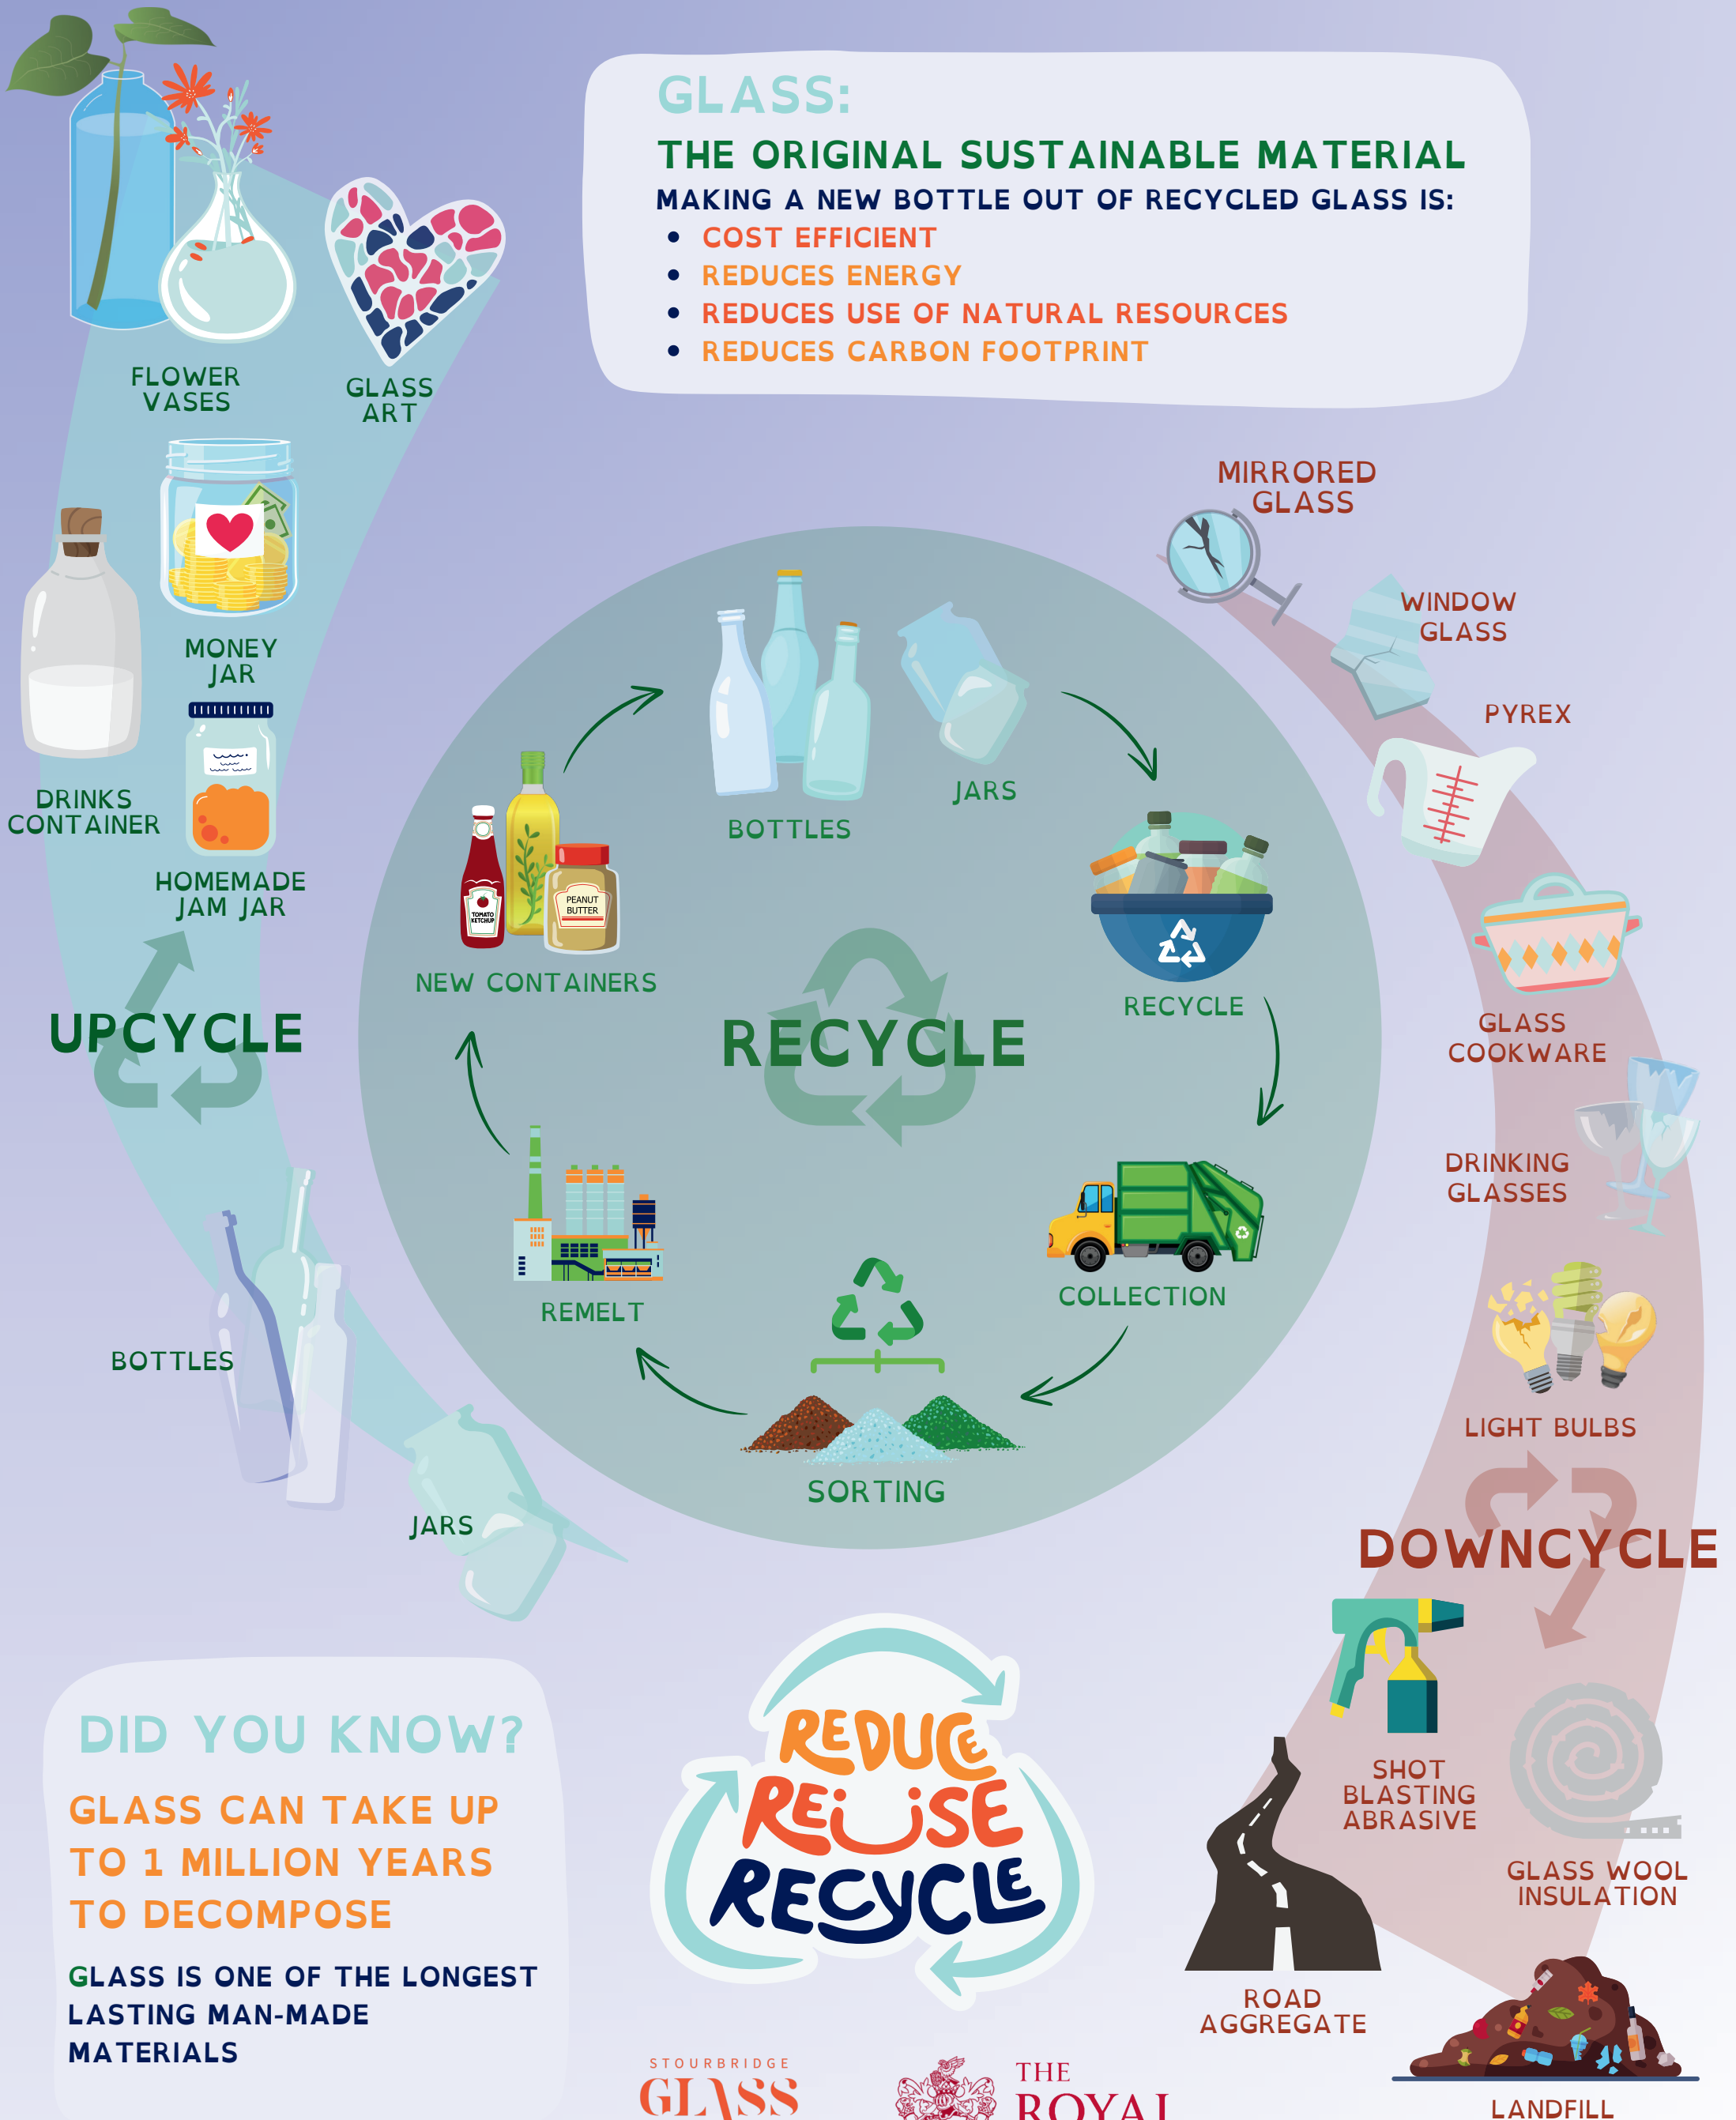 GLASS:
THE ORIGINAL SUSTAINABLE MATERIAL
MAKING A NEW BOTTLE OUT OF RECYCLED GLASS IS:
• COST EFFICIENT
• REDUCES ENERGY
• REDUCES USE OF NATURAL RESOURCES
• REDUCES CARBON FOOTPRINT
FLOWER
VASES
GLASS
ART
MONEY
JAR
DRINKS
CONTAINER
HOMEMADE
JAM JAR
UPCYCLE
BOTTLES
JARS
BOTTLES
JARS
RECYCLE
COLLECTION
SORTING
REMELT
NEW CONTAINERS
TOMATO
KETCHUP
PEANUT
BUTTER
RECYCLE
MIRRORED
GLASS
WINDOW
GLASS
PYREX
GLASS
COOKWARE
DRINKING
GLASSES
LIGHT BULBS
DOWNCYCLE
SHOT
BLASTING
ABRASIVE
GLASS WOOL
INSULATION
ROAD
AGGREGATE
LANDFILL
DID YOU KNOW?
GLASS CAN TAKE UP
TO 1 MILLION YEARS
TO DECOMPOSE
GLASS IS ONE OF THE LONGEST
LASTING MAN-MADE
MATERIALS
REDUCE
REUSE
RECYCLE
STOURBRIDGE
GLASS
THE
ROYAL